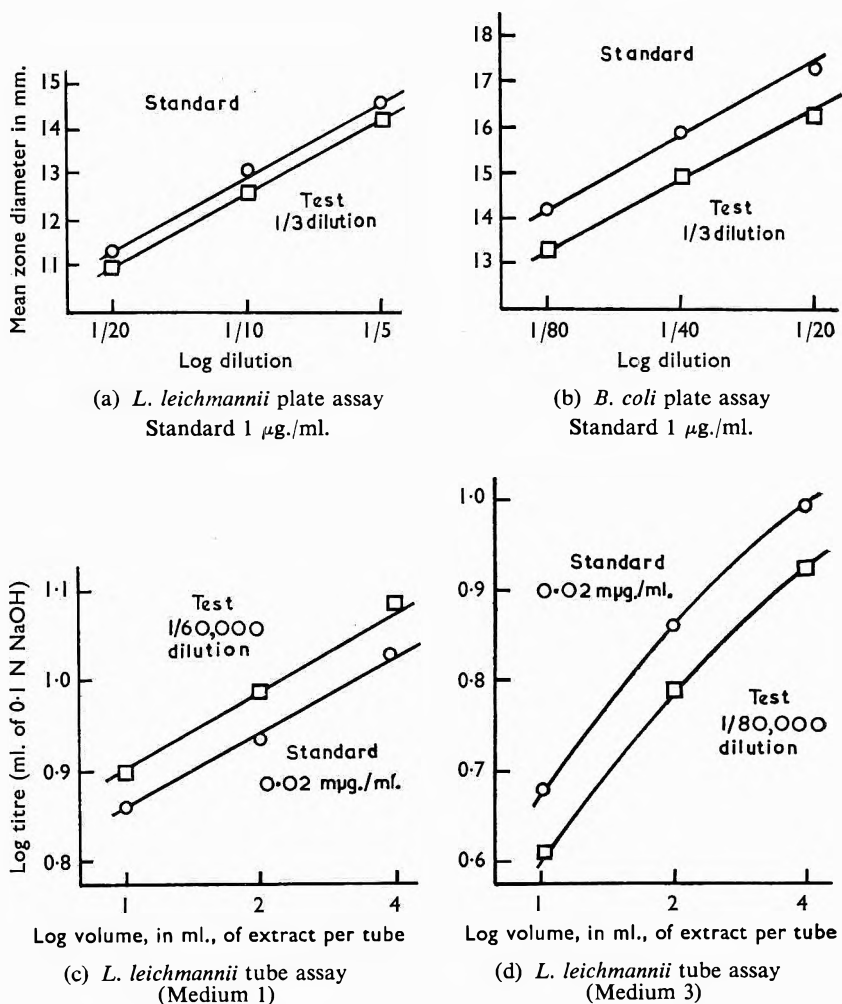 Mean zone diameter in mm.
15
14
13
12
11
Standard
Test
1/3 dilution
1/20 1/10 1/5
Log dilution
(a) L. leichmannii plate assay
Standard 1 μg./ml.
18
17
16
15
14
13
Standard
Test
1/3 dilution
1/80 1/40 1/20
Lcg dilution
(b) B. coli plate assay
Standard 1 μg./ml.
Log titre (ml. of 0·1 N NaOH)
1·1
1·0
0·9
0·8
Test
1/60,000
dilution
Standard
0·02 mμg./ml.
1 2 4
Log volume, in ml., of extract per tube
(c) L. leichmannii tube assay
(Medium 1)
1·0
0·9
0·8
0·7
0·6
Standard
0·02 mμg./ml.
Test
1/80,000
dilution
1 2 4
Log volume, in ml., of extract per tube
(d) L. leichmannii tube assay
(Medium 3)